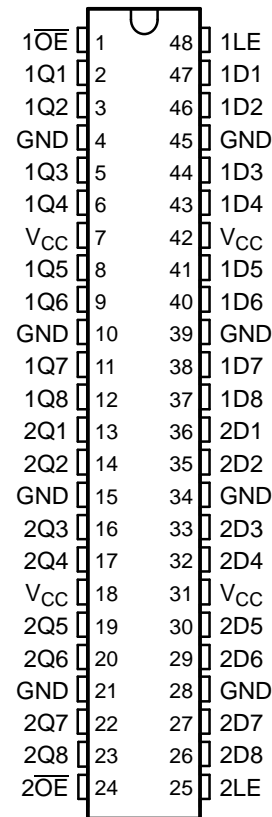 1O̅E̅ 1 48 1LE
1Q1 2 47 1D1
1Q2 3 46 1D2
GND 4 45 GND
1Q3 5 44 1D3
1Q4 6 43 1D4
VCC 7 42 VCC
1Q5 8 41 1D5
1Q6 9 40 1D6
GND 10 39 GND
1Q7 11 38 1D7
1Q8 12 37 1D8
2Q1 13 36 2D1
2Q2 14 35 2D2
GND 15 34 GND
2Q3 16 33 2D3
2Q4 17 32 2D4
VCC 18 31 VCC
2Q5 19 30 2D5
2Q6 20 29 2D6
GND 21 28 GND
2Q7 22 27 2D7
2Q8 23 26 2D8
2O̅E̅ 24 25 2LE